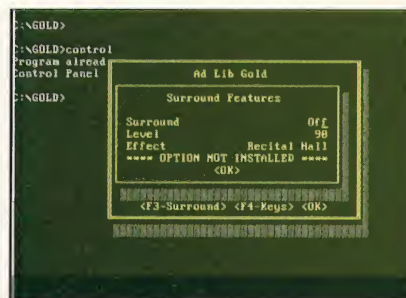 C:\GOLD>
C:\GOLD>control
Program alread
Control Panel
C:\GOLD>
Ad Lib Gold
Surround Features
Surround Off
Level 90
Effect Recital Hall
**** OPTION NOT INSTALLED ****
<OK>
<F3-Surround> <F4-Keys> <OK>